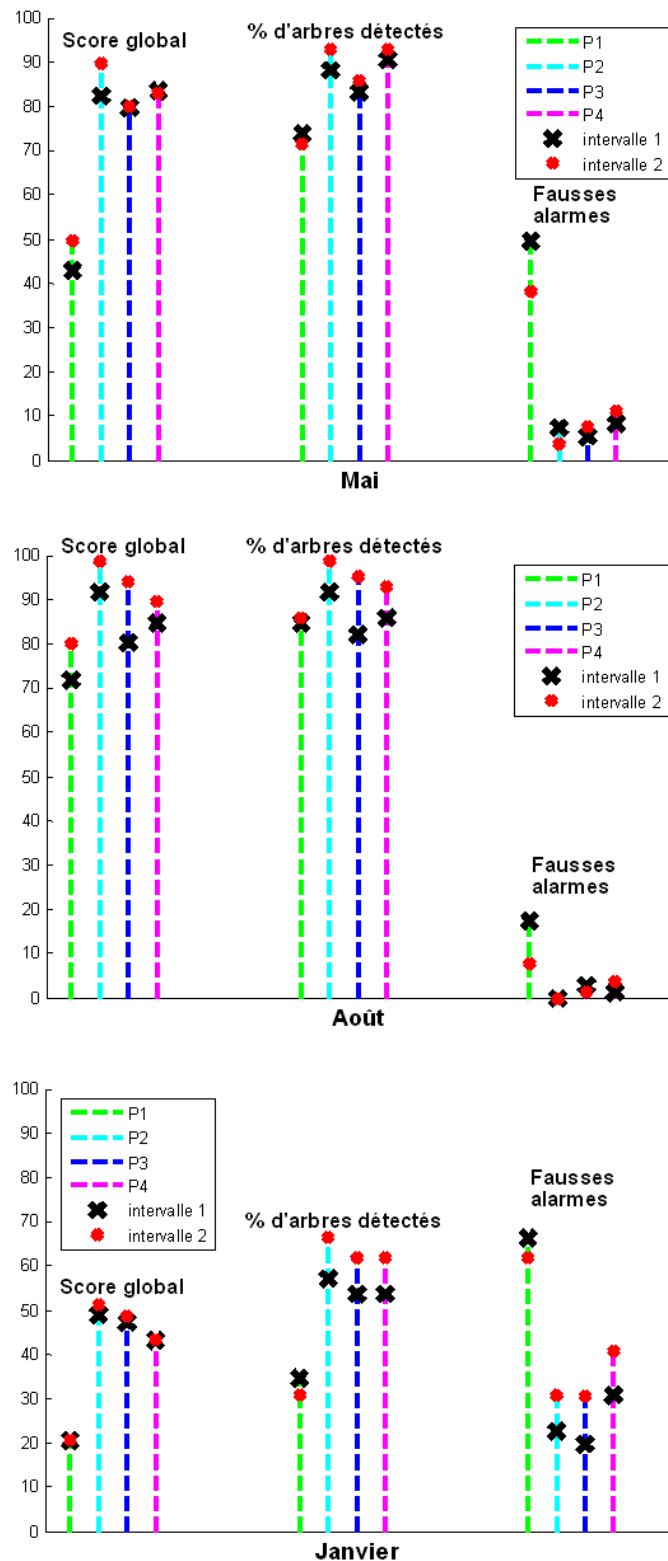 100
90
80
70
60
50
40
30
20
10
0
Score global
% d'arbres détectés
P1
P2
P3
P4
intervalle 1
intervalle 2
Fausses
alarmes
Mai
100
90
80
70
60
50
40
30
20
10
0
Score global
% d'arbres détectés
P1
P2
P3
P4
intervalle 1
intervalle 2
Fausses
alarmes
Août
100
90
80
70
60
50
40
30
20
10
0
P1
P2
P3
P4
intervalle 1
intervalle 2
Score global
% d'arbres détectés
Fausses
alarmes
Janvier